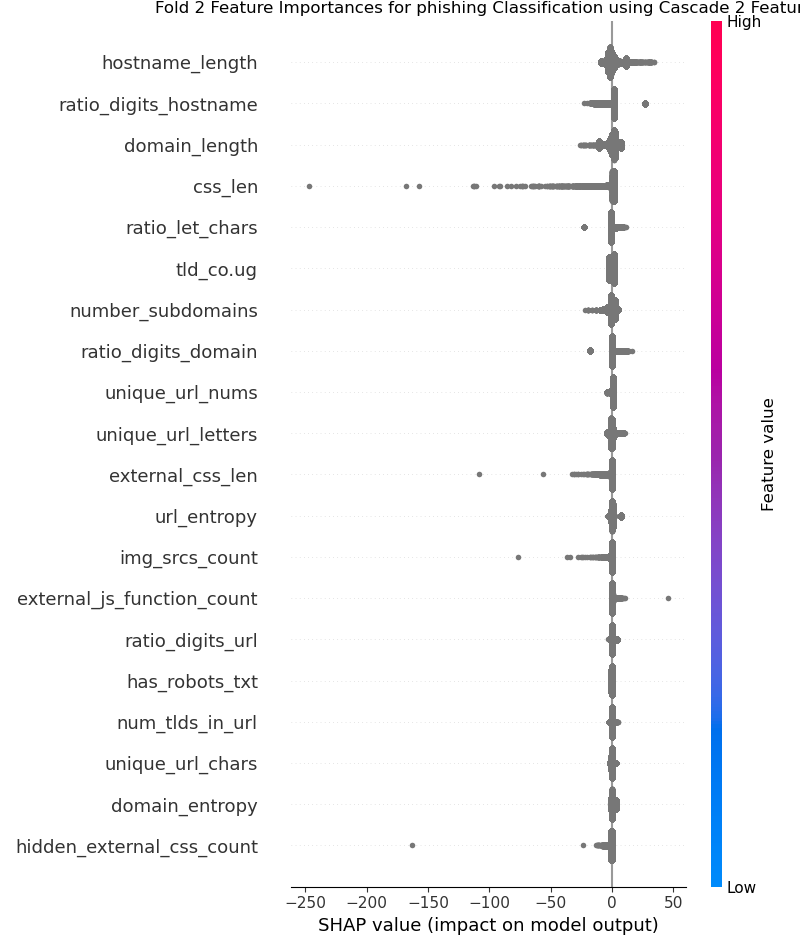 Fold 2 Feature Importances for phishing Classification using Cascade 2 Featur
High
hostname_length
ratio_digits_hostname
domain_length
css_len
ratio_let_chars
tld_co.ug
number_subdomains
ratio_digits_domain
unique_url_nums
unique_url_letters
external_css_len
url_entropy
img_srcs_count
external_js_function_count
ratio_digits_url
has_robots_txt
num_tlds_in_url
unique_url_chars
domain_entropy
hidden_external_css_count
Feature value
Low
−250 −200 −150 −100 −50 0 50
SHAP value (impact on model output)